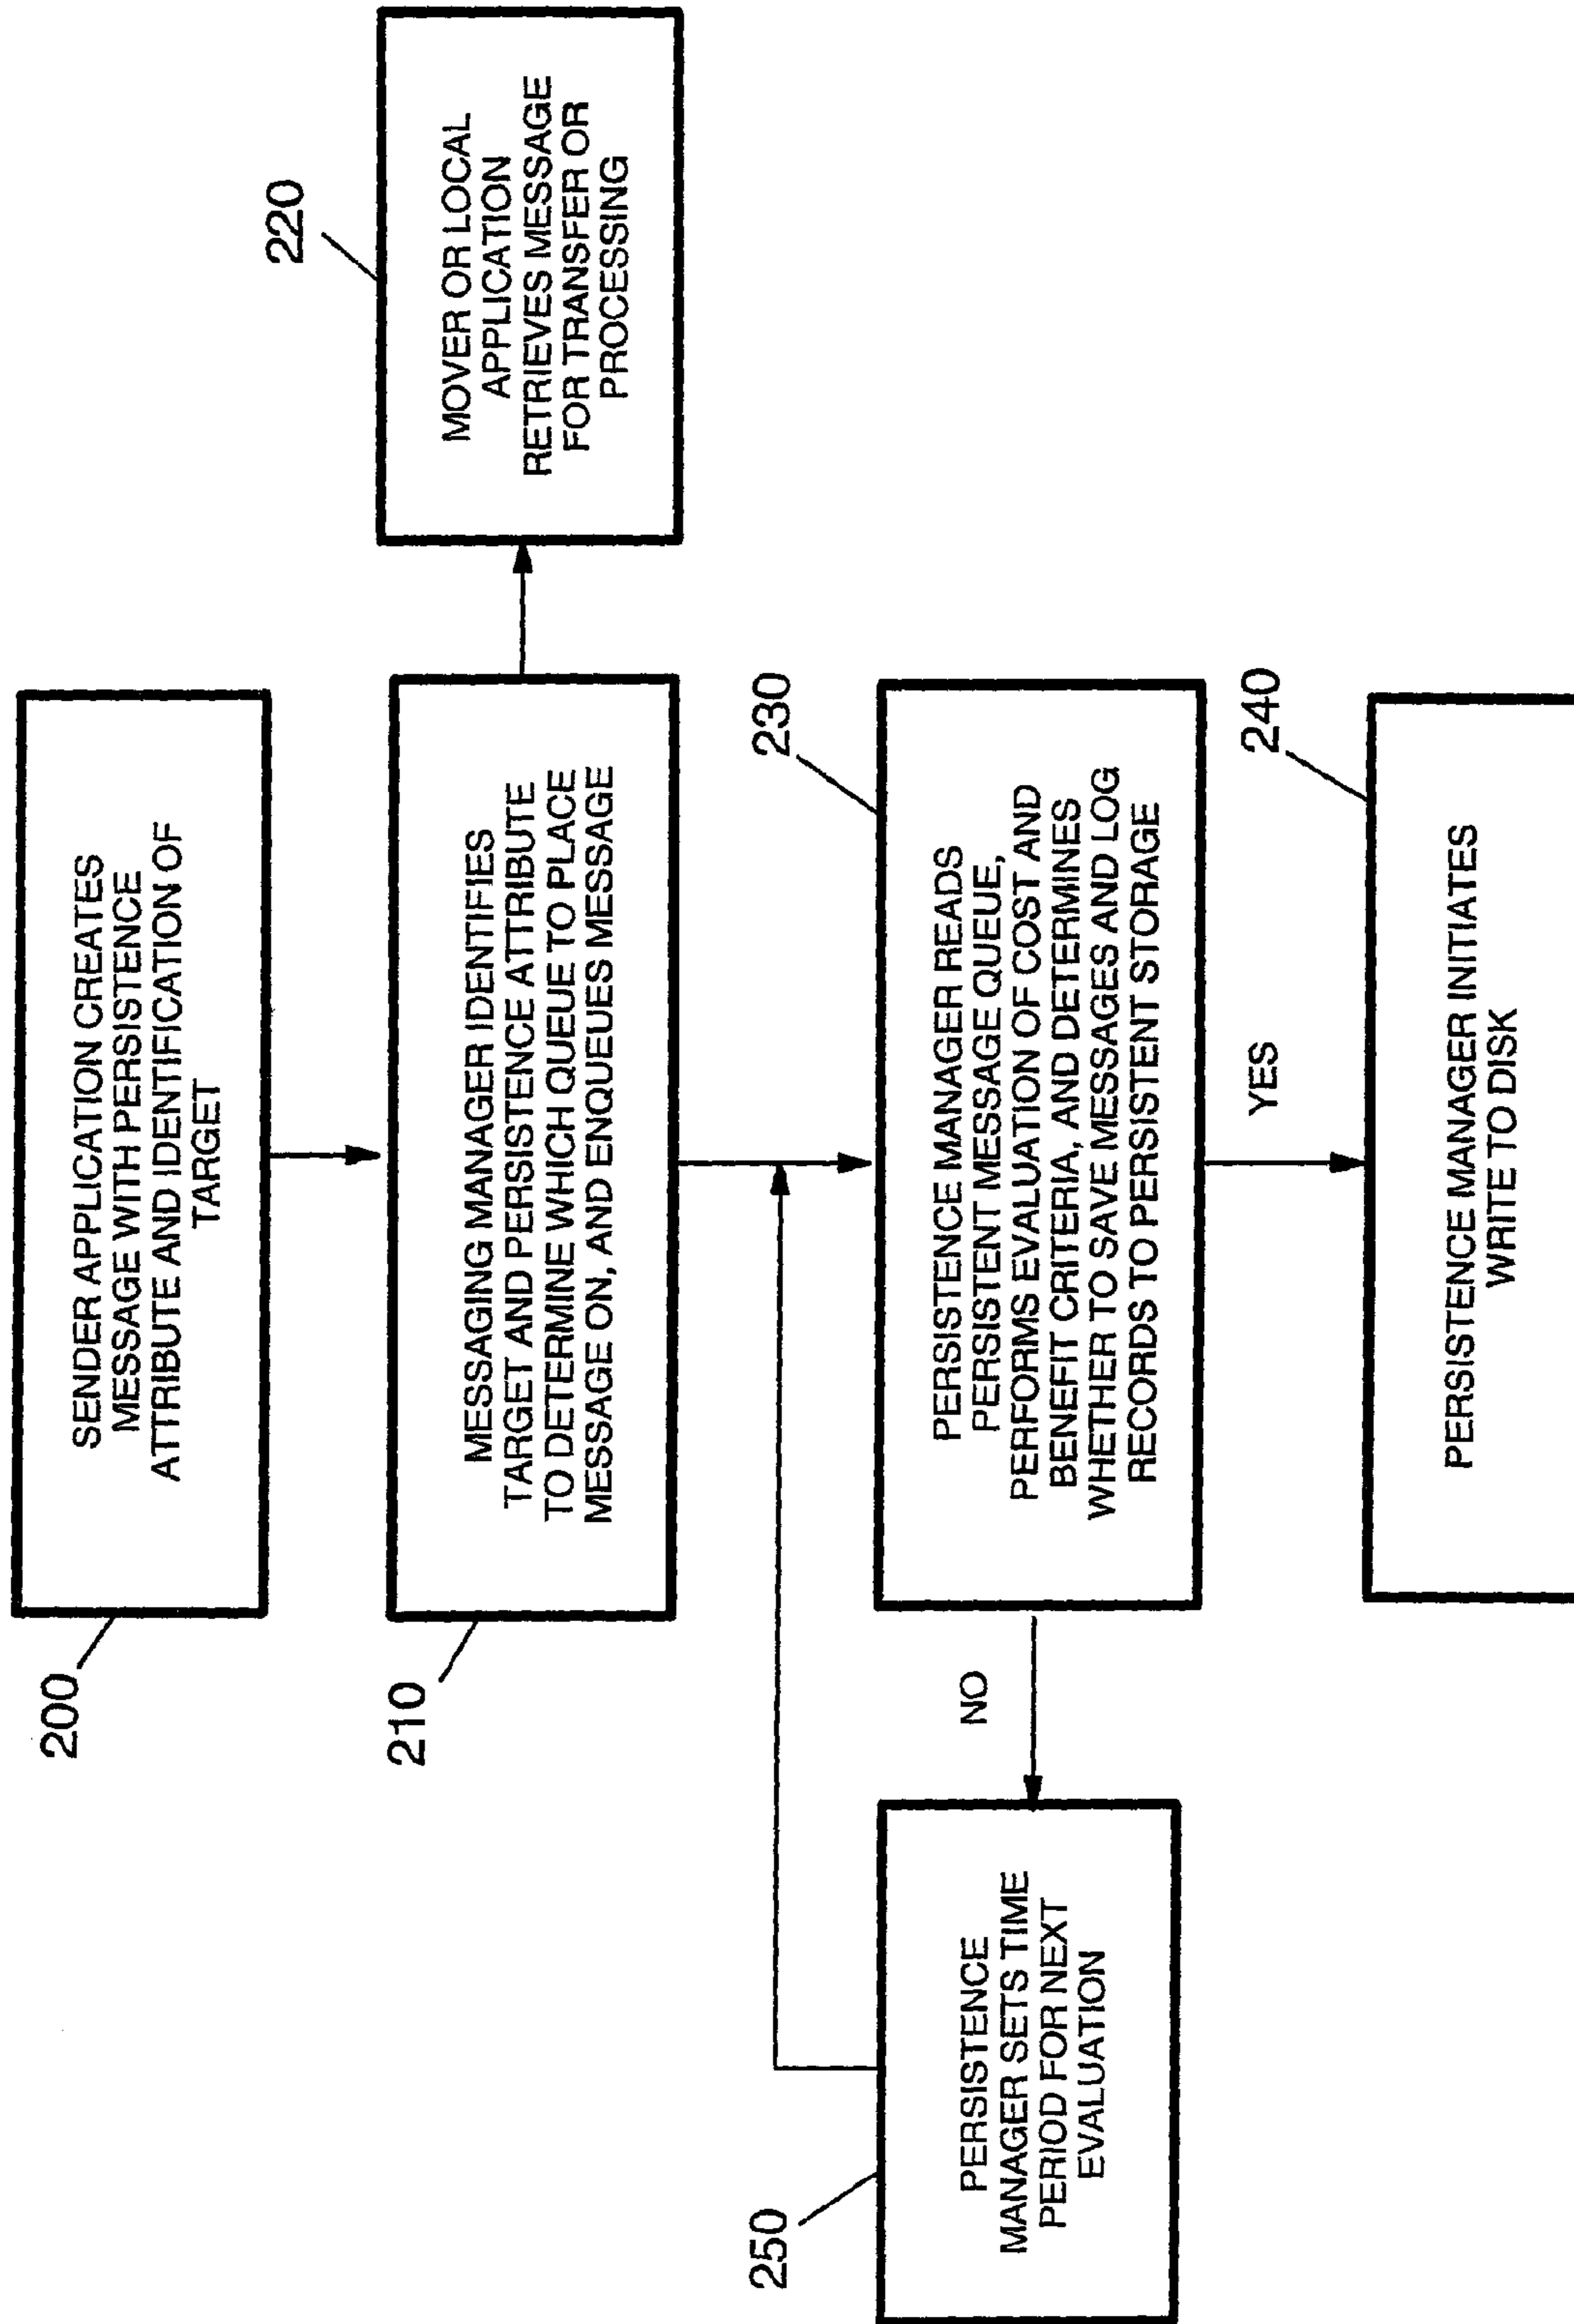 200
SENDER APPLICATION CREATES
MESSAGE WITH PERSISTENCE
ATTRIBUTE AND IDENTIFICATION OF
TARGET
210
MESSAGING MANAGER IDENTIFIES
TARGET AND PERSISTENCE ATTRIBUTE
TO DETERMINE WHICH QUEUE TO PLACE
MESSAGE ON, AND ENQUEUES MESSAGE
220
MOVER OR LOCAL
APPLICATION
RETRIEVES MESSAGE
FOR TRANSFER OR
PROCESSING
230
PERSISTENCE MANAGER READS
PERSISTENT MESSAGE QUEUE,
PERFORMS EVALUATION OF COST AND
BENEFIT CRITERIA, AND DETERMINES
WHETHER TO SAVE MESSAGES AND LOG
RECORDS TO PERSISTENT STORAGE
NO
YES
250
PERSISTENCE
MANAGER SETS TIME
PERIOD FOR NEXT
EVALUATION
240
PERSISTENCE MANAGER INITIATES
WRITE TO DISK